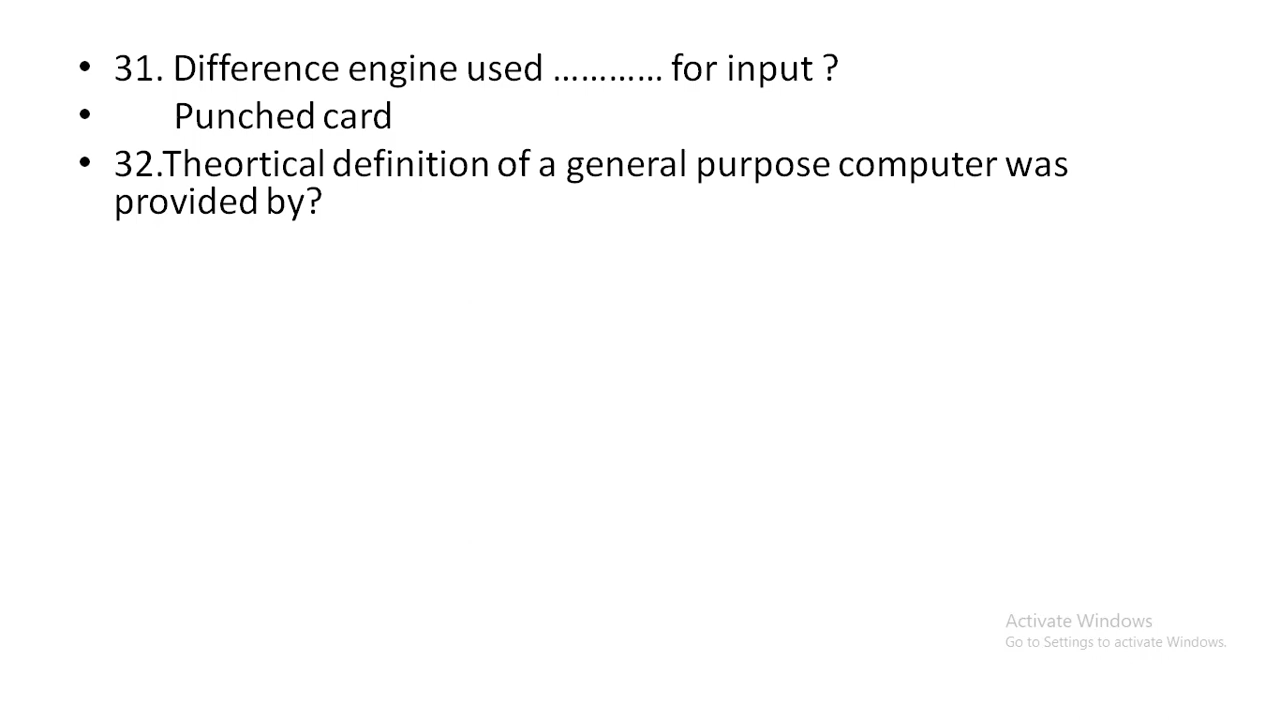 • 31. Difference engine used ………… for input ?
• Punched card
• 32.Theortical definition of a general purpose computer was
provided by?
Activate Windows
Go to Settings to activate Windows.